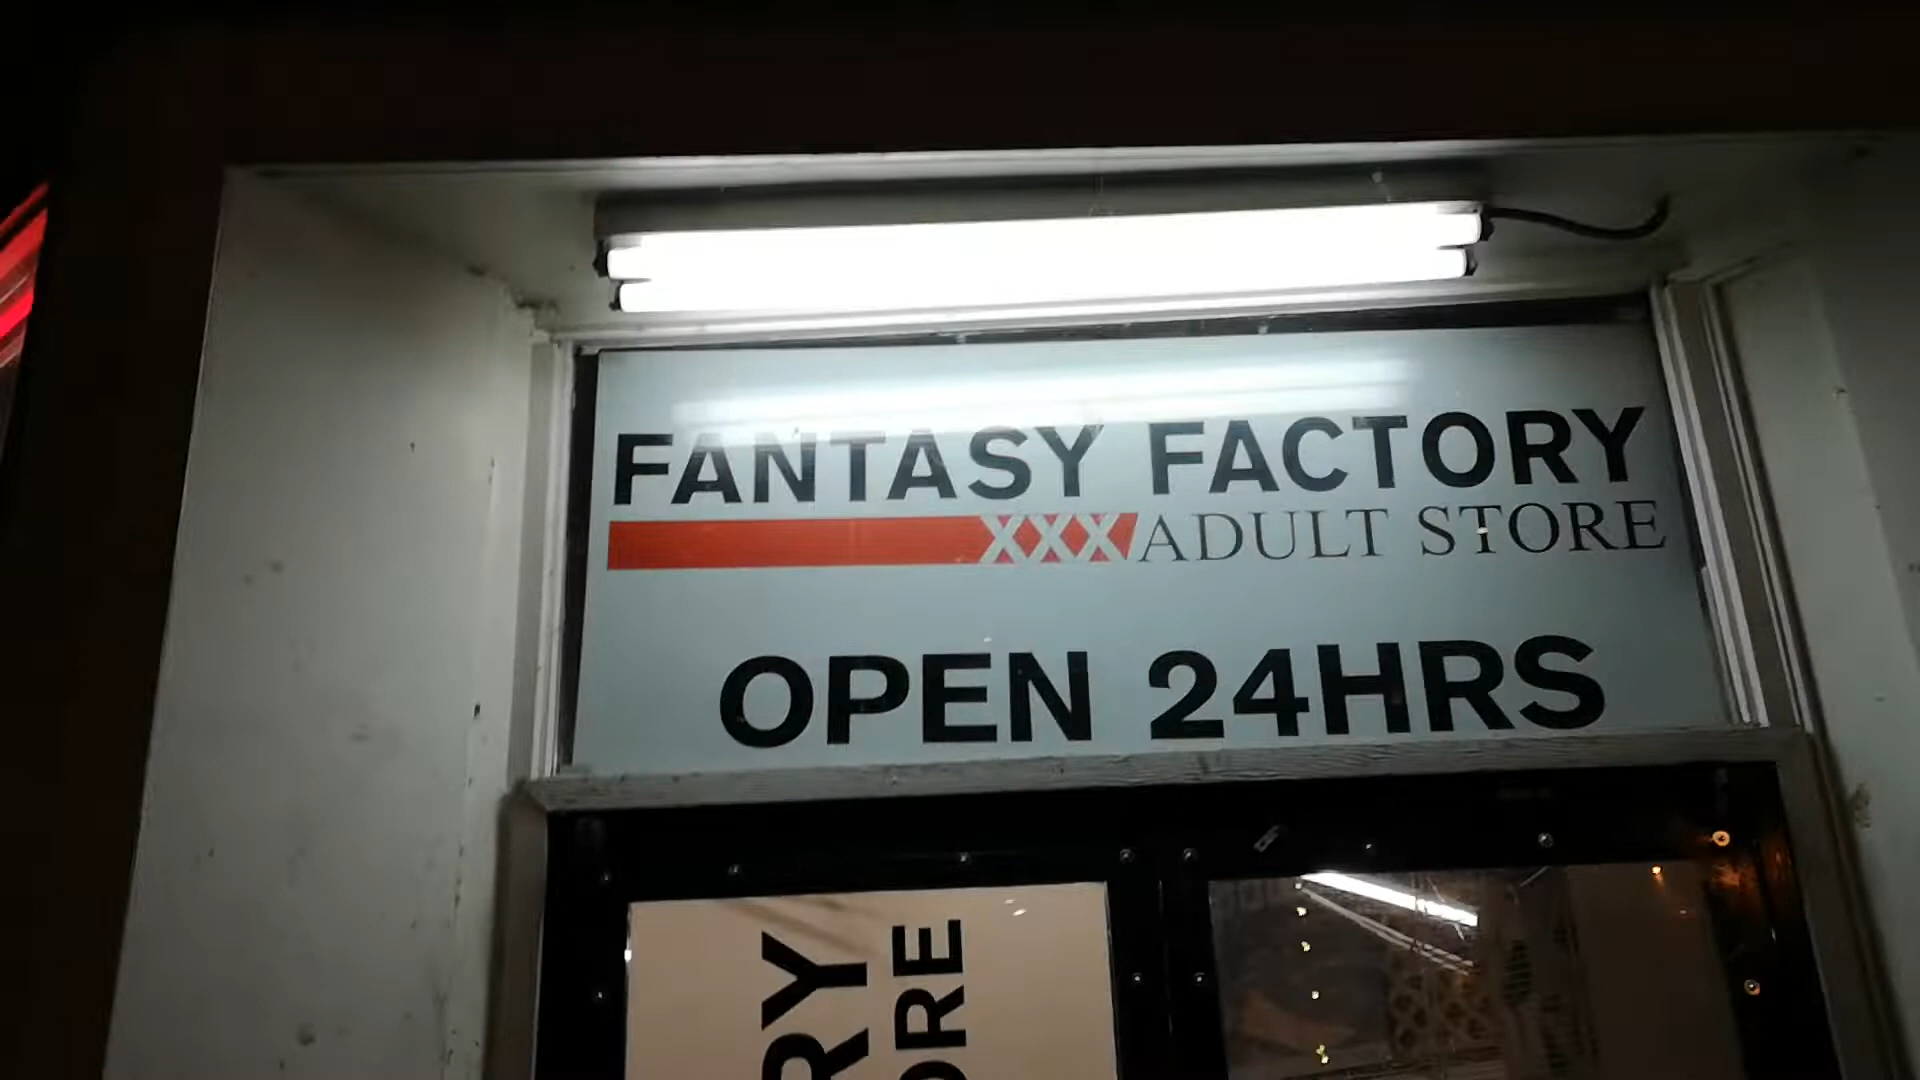 FANTASY FACTORY
XXX ADULT STORE
OPEN 24HRS
RY
ORE